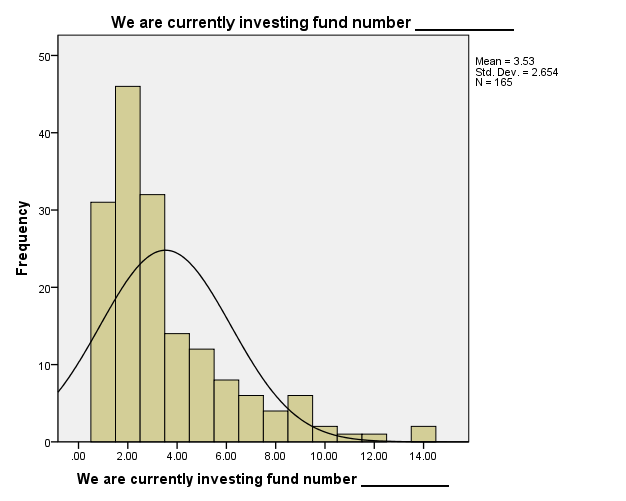 We are currently investing fund number ____________
50
40
30
20
10
0
Frequency
.00 2.00 4.00 6.00 8.00 10.00 12.00 14.00
We are currently investing fund number ____________
Mean = 3.53
Std. Dev. = 2.654
N = 165